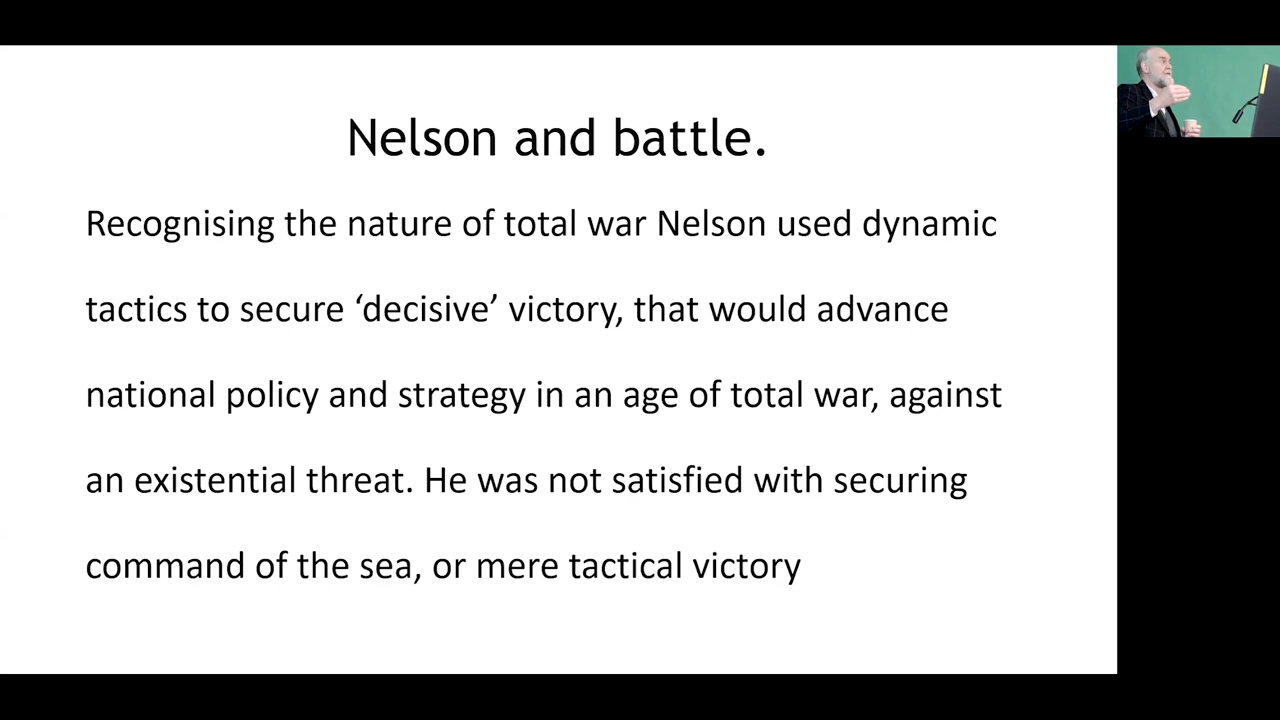 Nelson and battle.
Recognising the nature of total war Nelson used dynamic
tactics to secure ‘decisive’ victory, that would advance
national policy and strategy in an age of total war, against
an existential threat. He was not satisfied with securing
command of the sea, or mere tactical victory